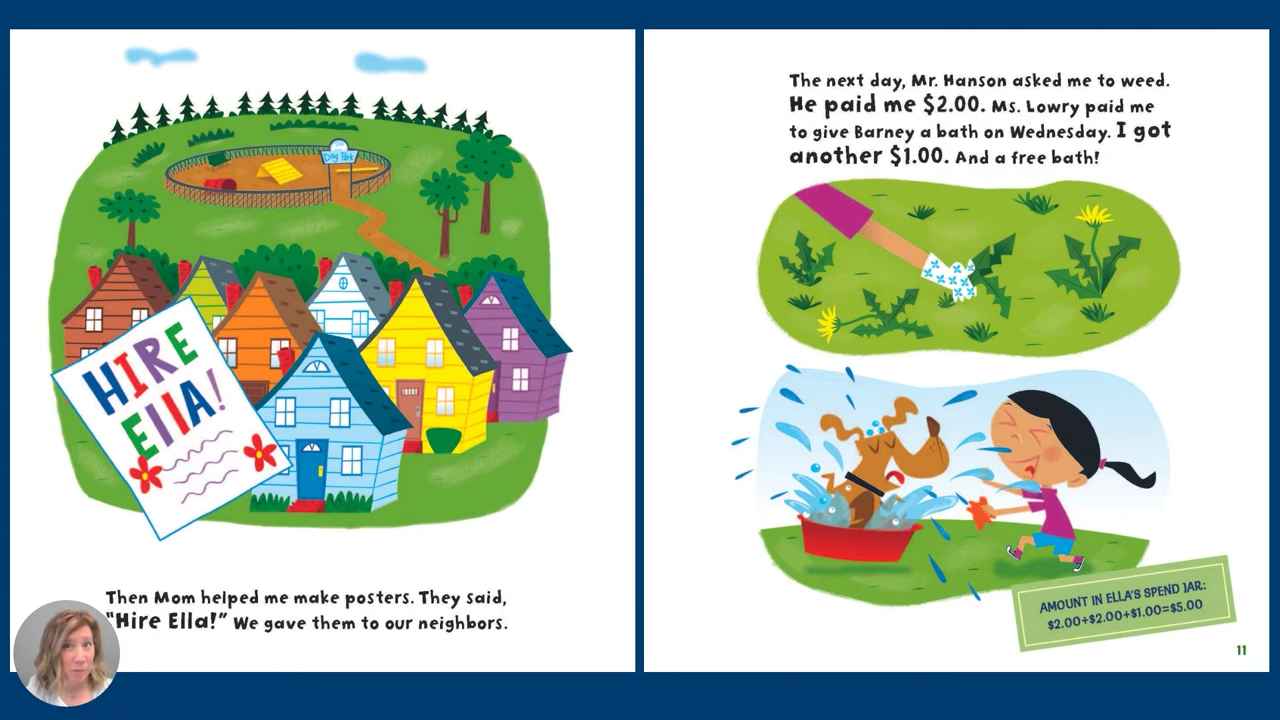 Dog Park
HIRE
Ella!
Then Mom helped me make posters. They said,
"Hire Ella!" We gave them to our neighbors.
The next day, Mr. Hanson asked me to weed.
He paid me $2.00. Ms. Lowry paid me
to give Barney a bath on Wednesday. I got
another $1.00. And a free bath!
AMOUNT IN ELLA'S SPEND JAR:
$2.00+$2.00+$1.00=$5.00
11